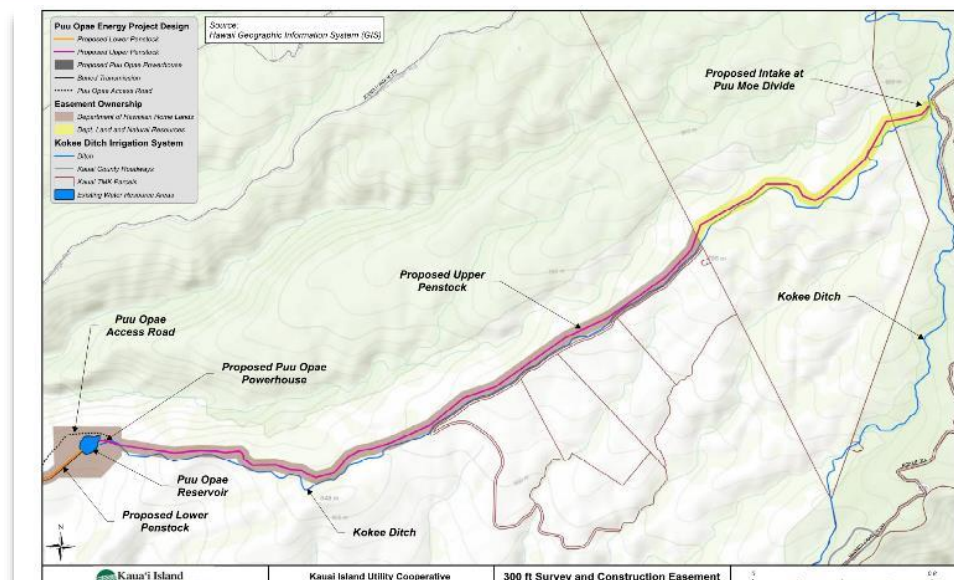 Puu Opae Energy Project Design
Proposed Lower Penstock
Proposed Upper Penstock
Proposed Puu Opae Powerhouse
Buried Transmission
Puu Opae Access Road
Easement Ownership
Department of Hawaiian Home Lands
Dept. Land and Natural Resources
Kokee Ditch Irrigation System
Ditch
Kauai County Roadways
Kauai TMK Parcels
Existing Water Resource Areas
Source:
Hawaii Geographic Information System (GIS)
Proposed Intake at
Puu Moe Divide
Proposed Upper
Penstock
Kokee Ditch
Puu Opae
Access Road
Proposed Puu Opae
Powerhouse
Puu Opae
Reservoir
Proposed Lower
Penstock
Kokee Ditch
N
Kauaʻi Island
Kauai Island Utility Cooperative
300 ft Survey and Construction Easement